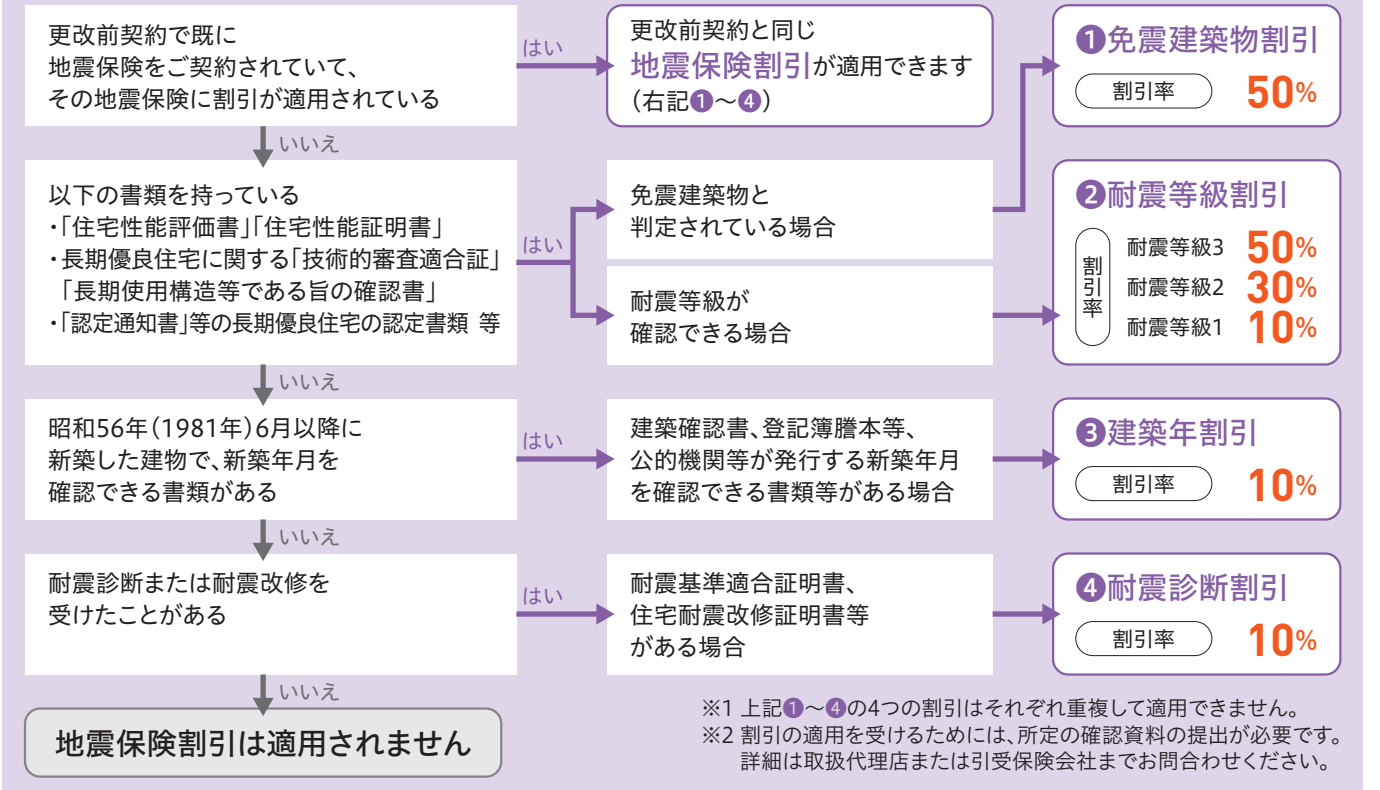 更改前契約で既に
地震保険をご契約されていて、
その地震保険に割引が適用されている
はい
更改前契約と同じ
地震保険割引が適用できます
（右記❶～❹）
❶免震建築物割引
割引率 50%
いいえ
以下の書類を持っている
・「住宅性能評価書」「住宅性能証明書」
・長期優良住宅に関する「技術的審査適合証」
「長期使用構造等である旨の確認書」
・「認定通知書」等の長期優良住宅の認定書類 等
はい
免震建築物と
判定されている場合
耐震等級が
確認できる場合
❷耐震等級割引
割引率
耐震等級3 50%
耐震等級2 30%
耐震等級1 10%
いいえ
昭和56年（1981年）6月以降に
新築した建物で、新築年月を
確認できる書類がある
はい
建築確認書、登記簿謄本等、
公的機関等が発行する新築年月
を確認できる書類等がある場合
❸建築年割引
割引率 10%
いいえ
耐震診断または耐震改修を
受けたことがある
はい
耐震基準適合証明書、
住宅耐震改修証明書等
がある場合
❹耐震診断割引
割引率 10%
いいえ
地震保険割引は適用されません
※1 上記❶～❹の4つの割引はそれぞれ重複して適用できません。
※2 割引の適用を受けるためには、所定の確認資料の提出が必要です。
詳細は取扱代理店または引受保険会社までお問合わせください。